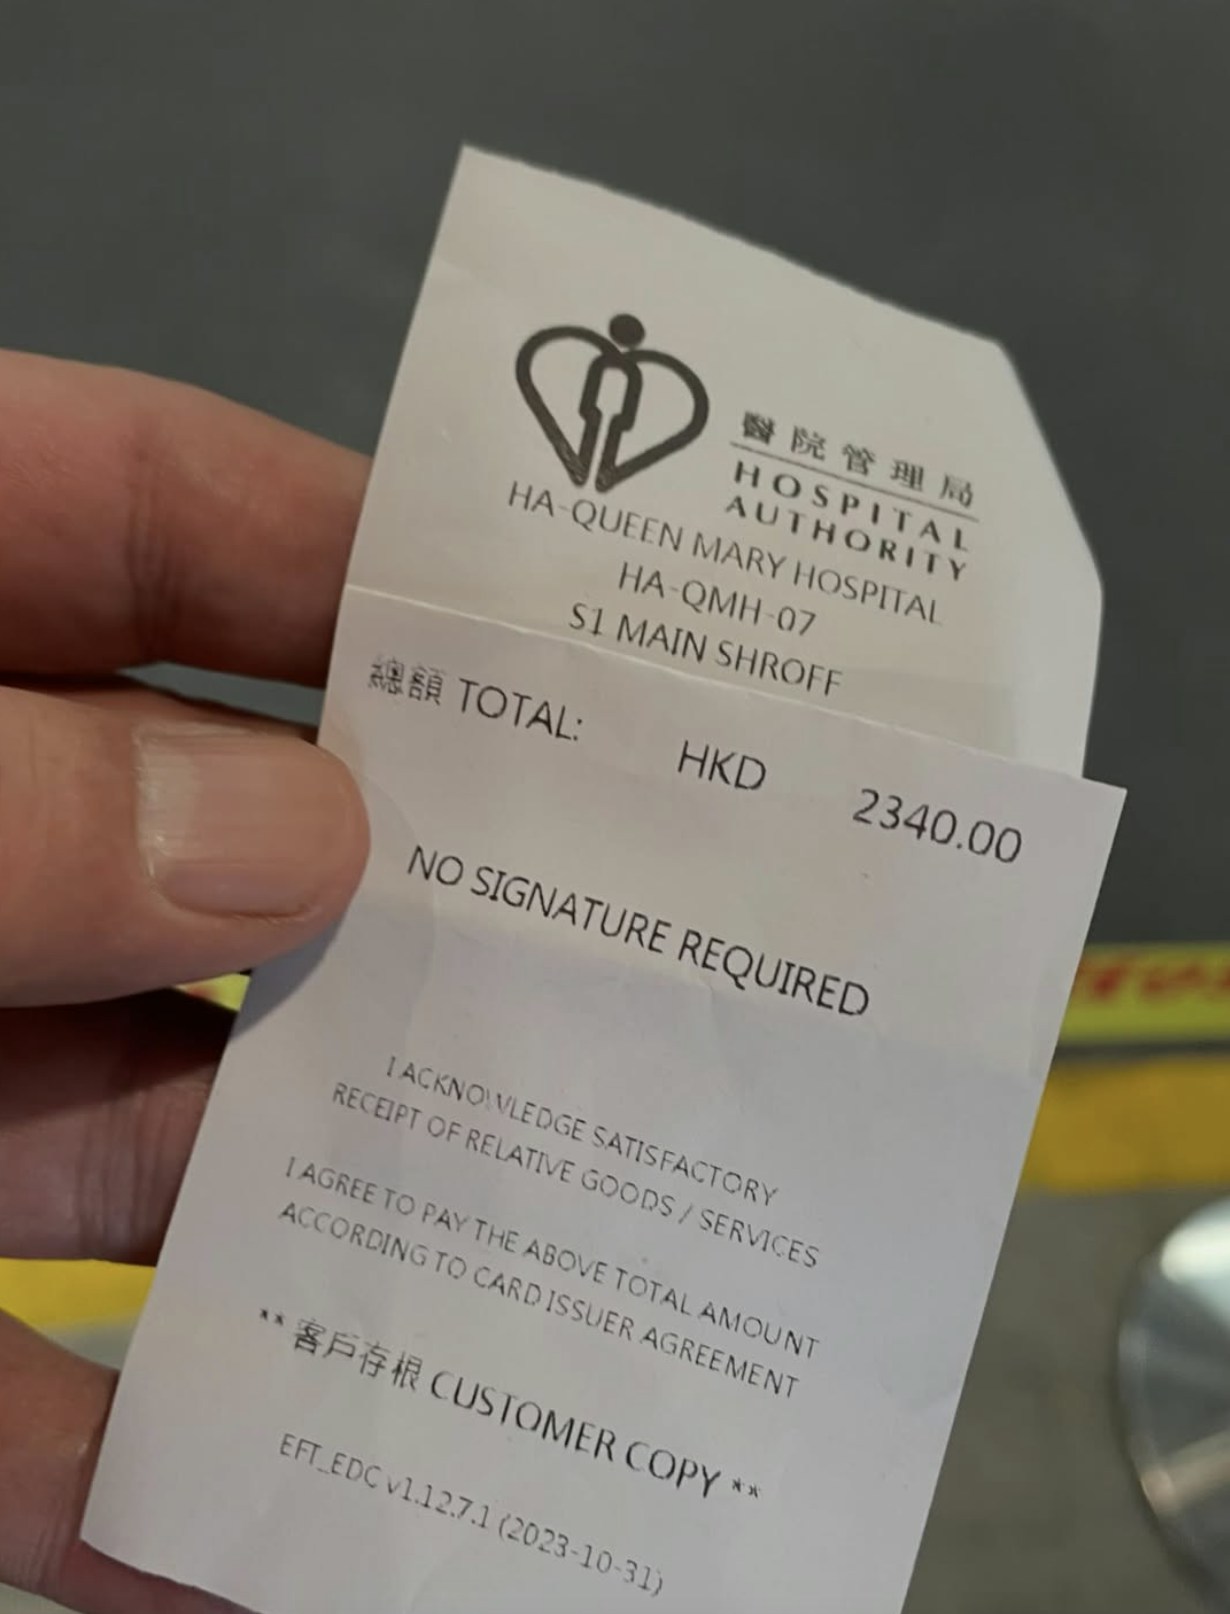 醫院管理局
HOSPITAL
AUTHORITY
HA-QUEEN MARY HOSPITAL
HA-QMH-07
S1 MAIN SHROFF
總額 TOTAL: HKD 2340.00
NO SIGNATURE REQUIRED
I ACKNOWLEDGE SATISFACTORY
RECEIPT OF RELATIVE GOODS / SERVICES
I AGREE TO PAY THE ABOVE TOTAL AMOUNT
ACCORDING TO CARD ISSUER AGREEMENT
** 客戶存根 CUSTOMER COPY **
EFT_EDC v1.12.7.1 (2023-10-31)